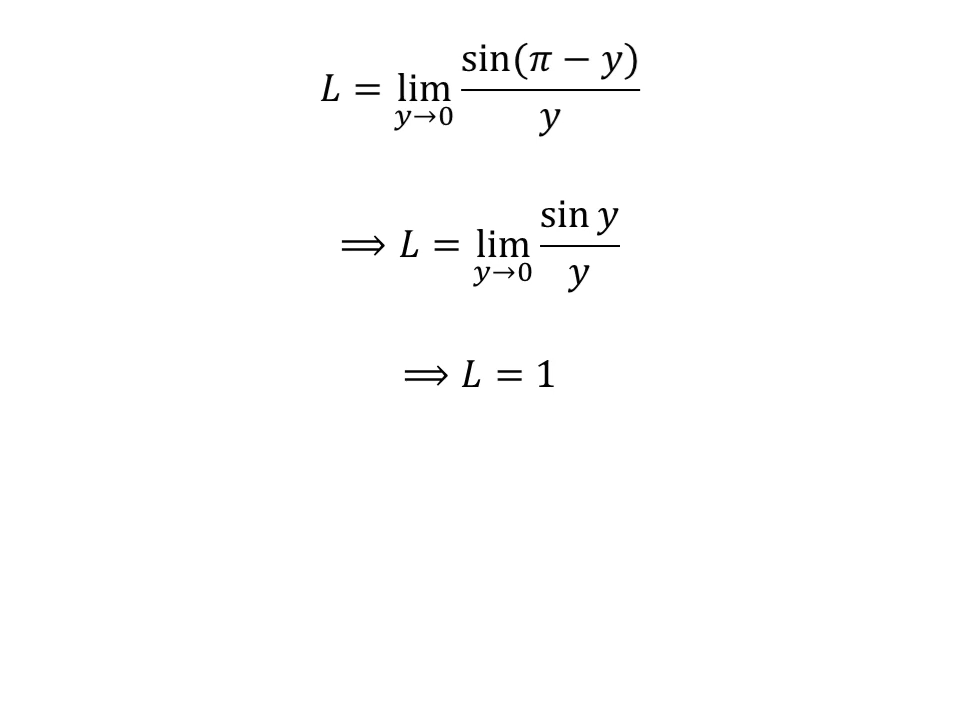 L = lim_{y→0} sin(π − y)/y
⟹ L = lim_{y→0} sin y/y
⟹ L = 1